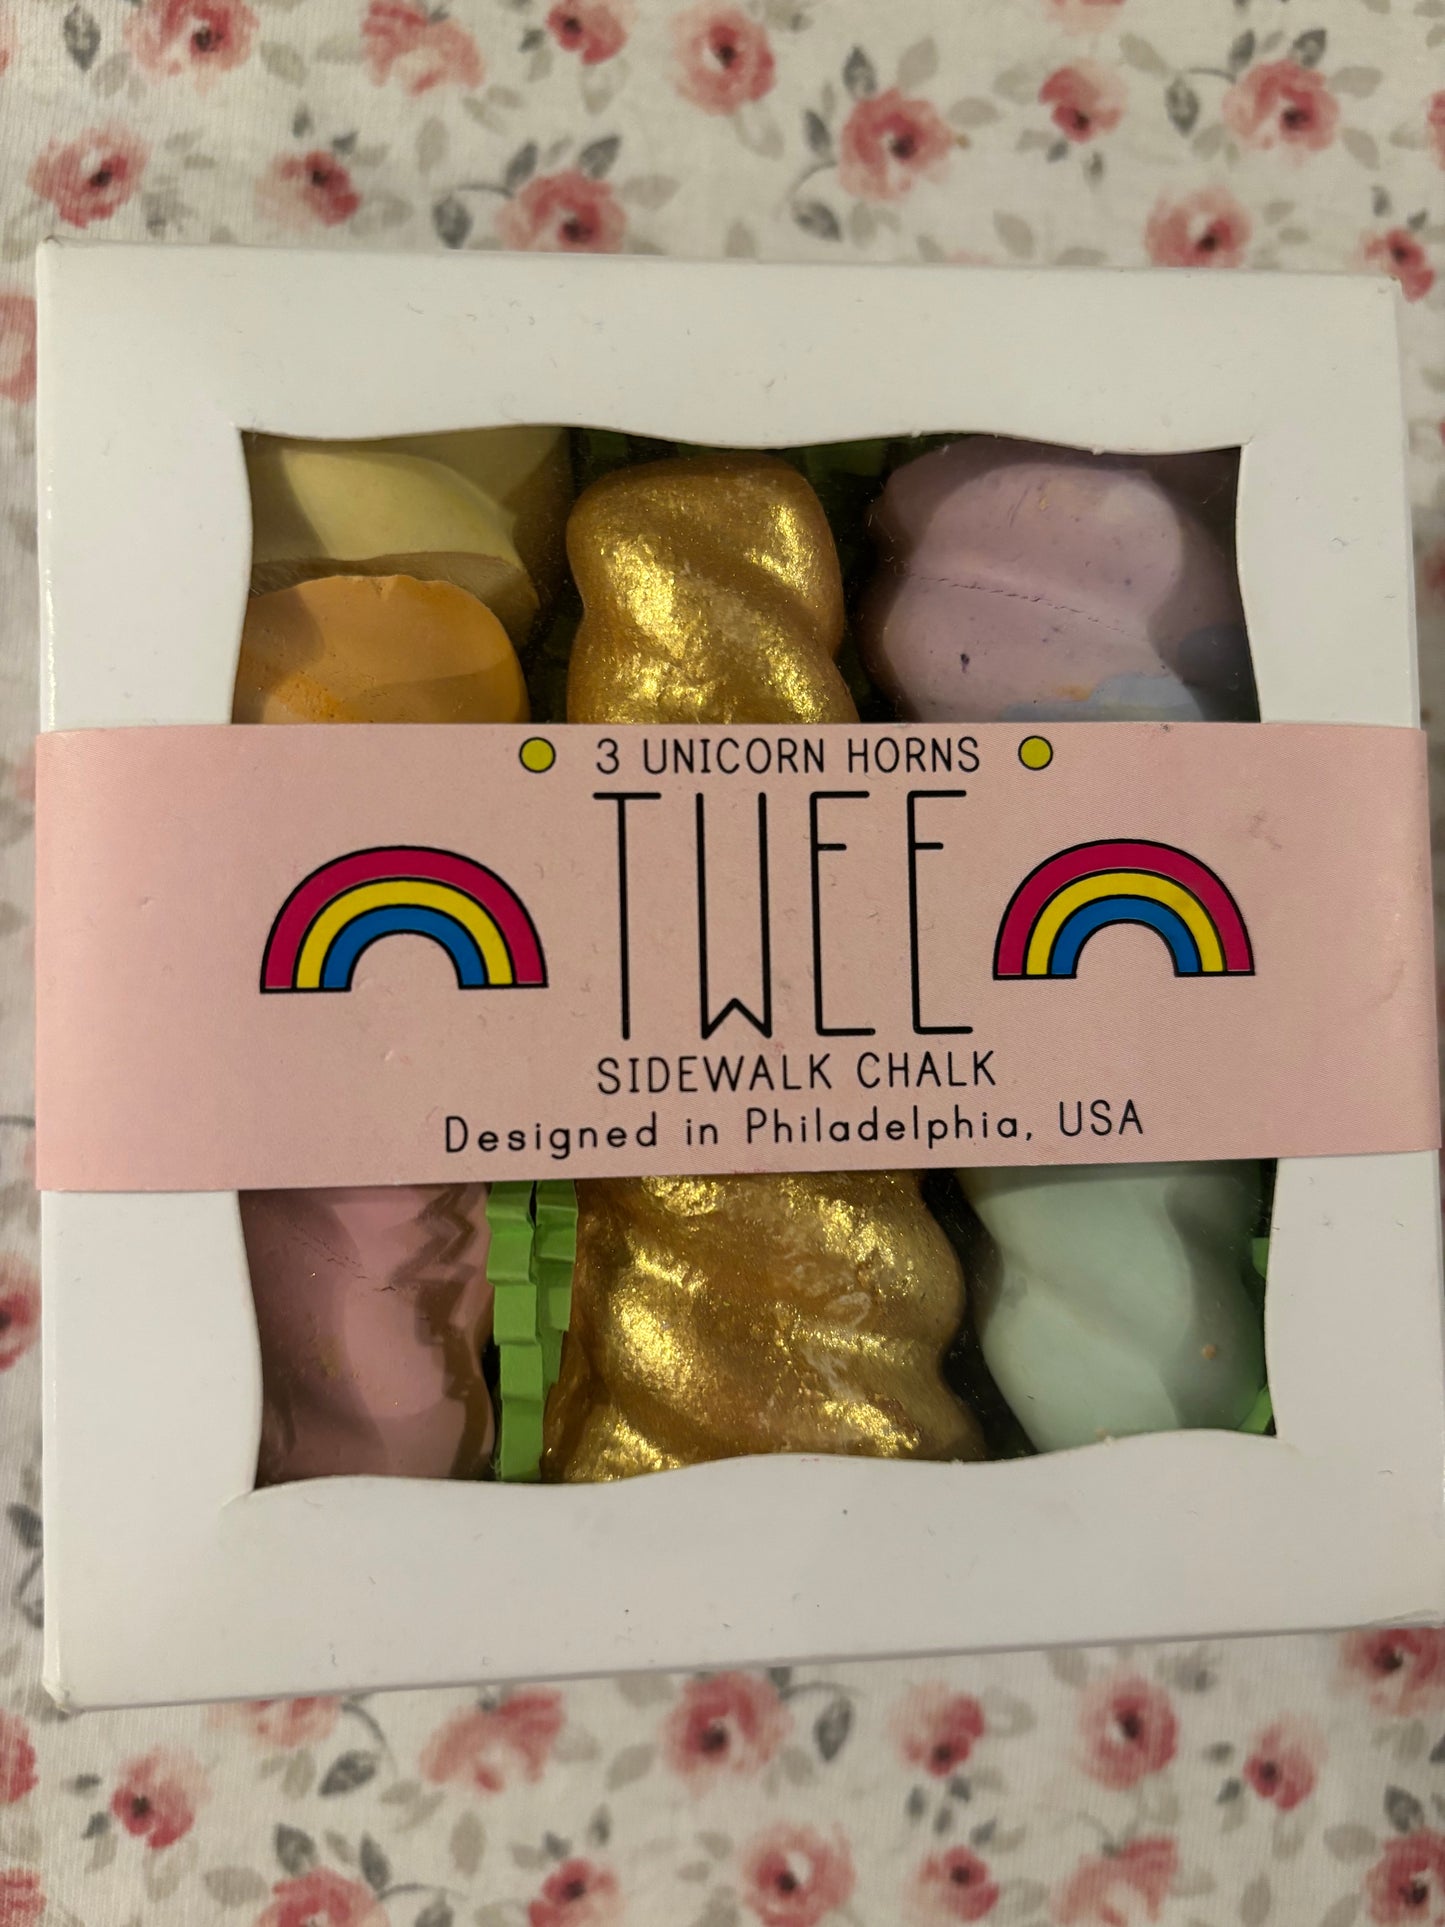 3 UNICORN HORNS
TWEE
SIDEWALK CHALK
Designed in Philadelphia, USA